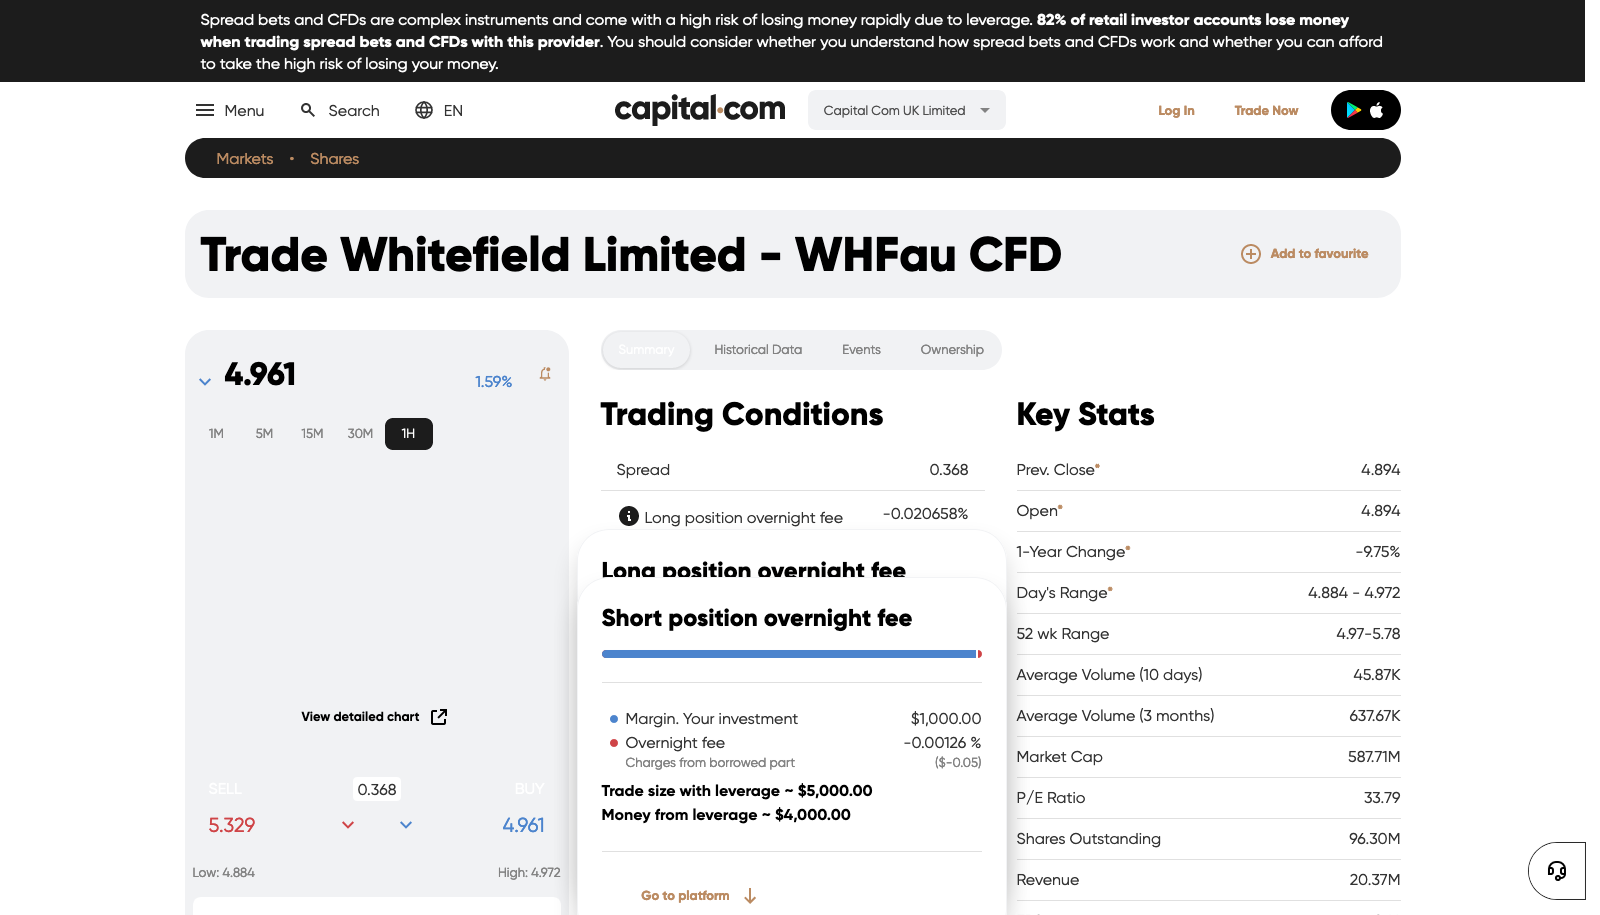 Spread bets and CFDs are complex instruments and come with a high risk of losing money rapidly due to leverage. 82% of retail investor accounts lose money
when trading spread bets and CFDs with this provider. You should consider whether you understand how spread bets and CFDs work and whether you can afford
to take the high risk of losing your money.
Menu Search EN capital.com Capital Com UK Limited Log In Trade Now
Markets • Shares
Trade Whitefield Limited - WHFau CFD Add to favourite
4.961 1.59%
1M 5M 15M 30M 1H
View detailed chart
SELL 0.368 BUY
5.329 4.961
Low: 4.884 High: 4.972
Summary Historical Data Events Ownership
Trading Conditions
Spread 0.368
Long position overnight fee -0.020658%
Long position overnight fee
Short position overnight fee
Margin. Your investment $1,000.00
Overnight fee -0.00126 %
Charges from borrowed part ($-0.05)
Trade size with leverage ~ $5,000.00
Money from leverage ~ $4,000.00
Go to platform
Key Stats
Prev. Close* 4.894
Open* 4.894
1-Year Change* -9.75%
Day's Range* 4.884 - 4.972
52 wk Range 4.97-5.78
Average Volume (10 days) 45.87K
Average Volume (3 months) 637.67K
Market Cap 587.71M
P/E Ratio 33.79
Shares Outstanding 96.30M
Revenue 20.37M